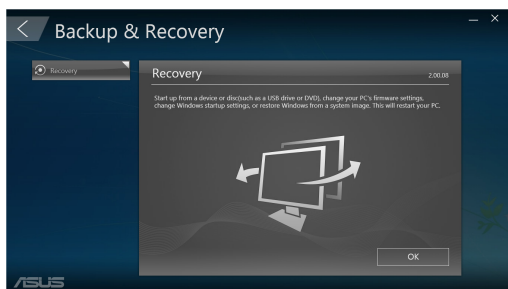 Backup & Recovery
Recovery
Recovery
2.00.08
Start up from a device or disc(such as a USB drive or DVD), change your PC's firmware settings,
change Windows startup settings, or restore Windows from a system image. This will restart your PC.
OK
ASUS